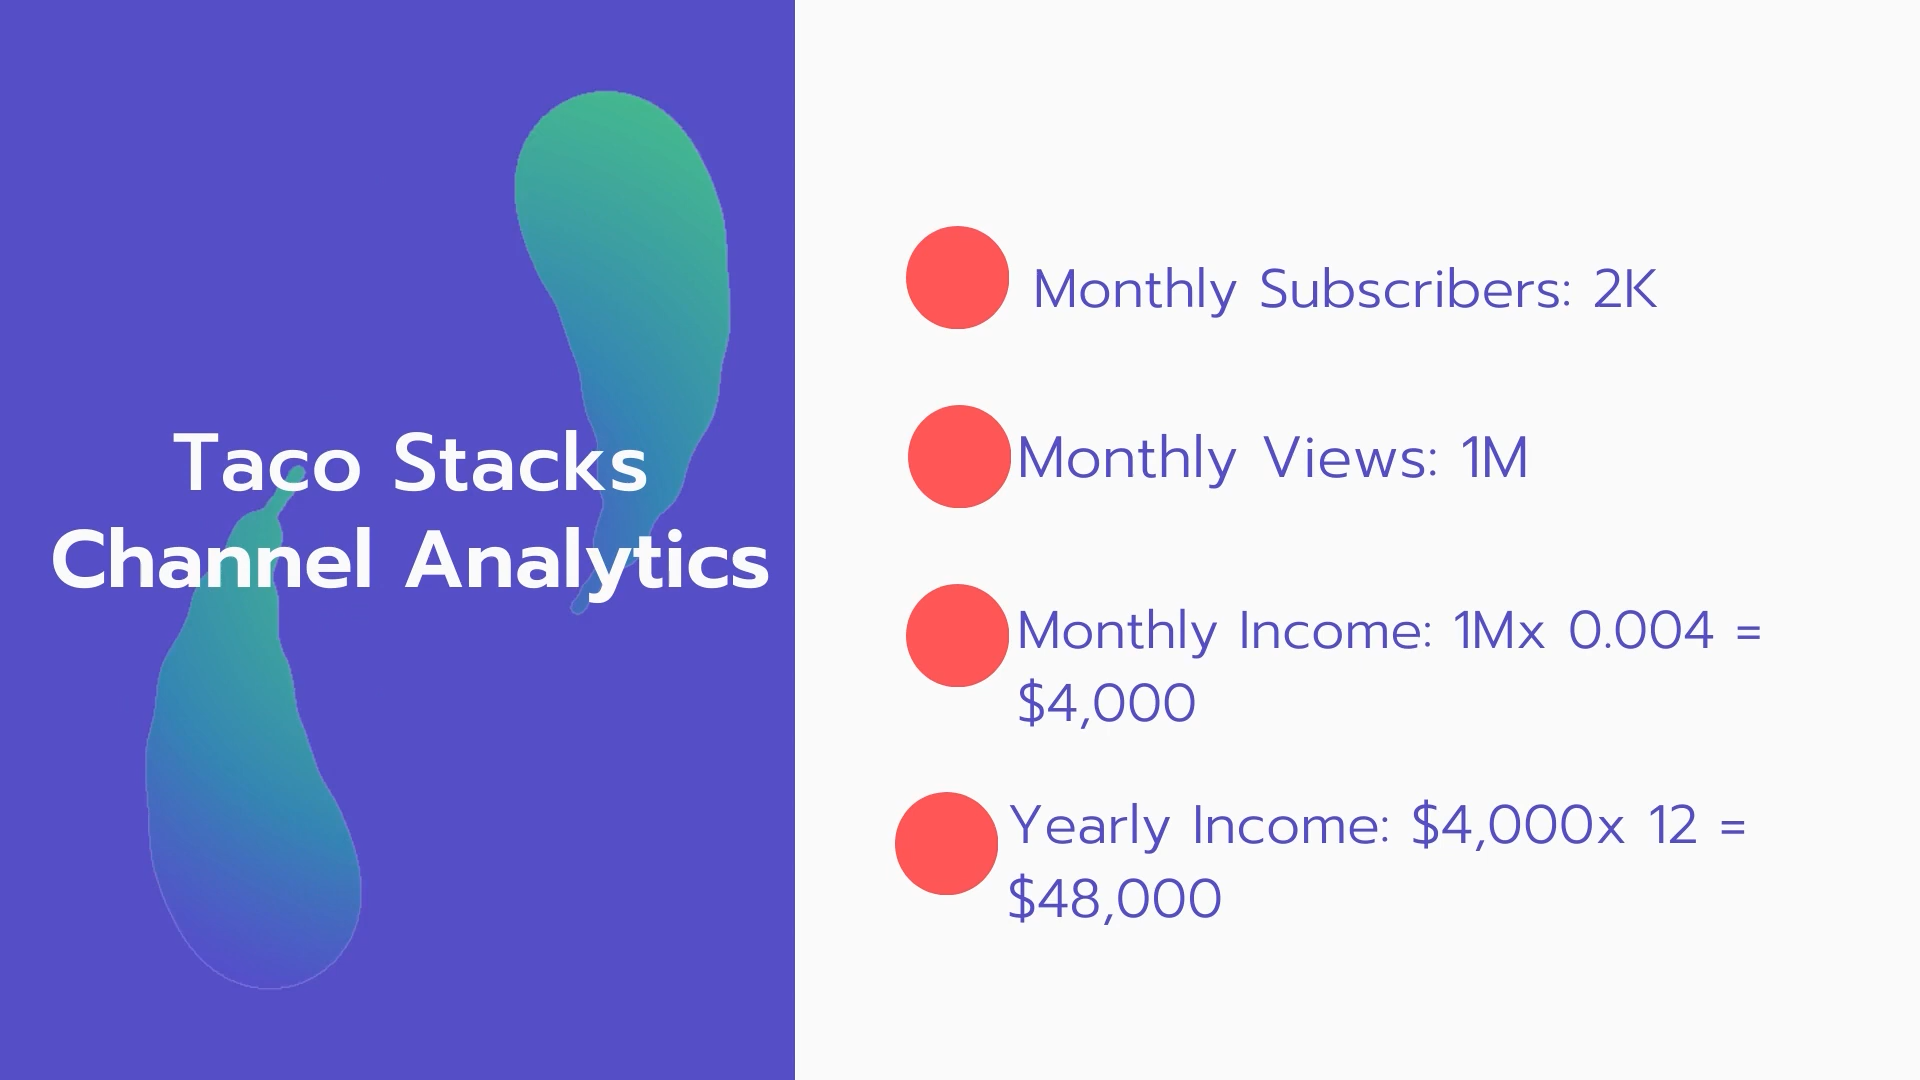 Taco Stacks
Channel Analytics
Monthly Subscribers: 2K
Monthly Views: 1M
Monthly Income: 1Mx 0.004 =
$4,000
Yearly Income: $4,000x 12 =
$48,000